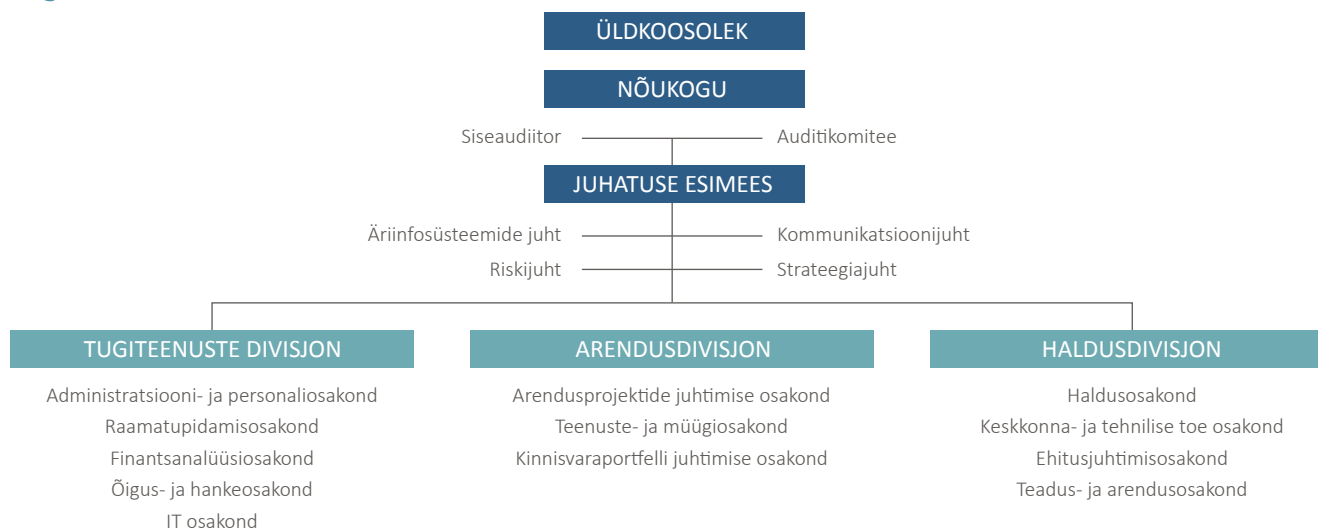 ÜLDKOOSOLEK
NÕUKOGU
Siseaudiitor
Auditikomitee
JUHATUSE ESIMEES
Äriinfosüsteemide juht
Kommunikatsioonijuht
Riskijuht
Strateegiajuht
TUGITEENUSTE DIVISJON
Administratsiooni- ja personaliosakond
Raamatupidamisosakond
Finantsanalüüsiosakond
Õigus- ja hankeosakond
IT osakond
ARENDUSDIVISJON
Arendusprojektide juhtimise osakond
Teenuste- ja müügiosakond
Kinnisvaraportfelli juhtimise osakond
HALDUSDIVISJON
Haldusosakond
Keskkonna- ja tehnilise toe osakond
Ehitusjuhtimisosakond
Teadus- ja arendusosakond